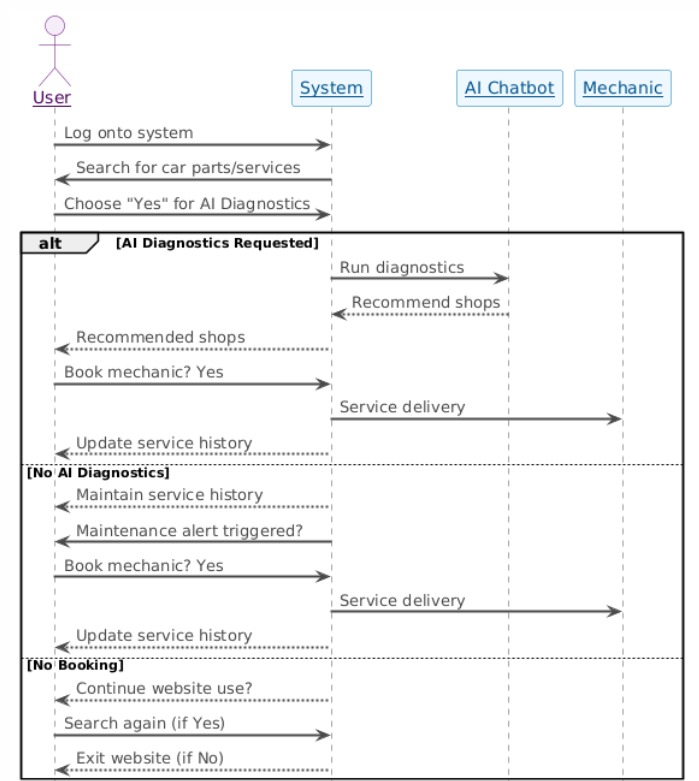 User
System
AI Chatbot
Mechanic
Log onto system
Search for car parts/services
Choose "Yes" for AI Diagnostics
alt
[AI Diagnostics Requested]
Run diagnostics
Recommend shops
Recommended shops
Book mechanic? Yes
Service delivery
Update service history
[No AI Diagnostics]
Maintain service history
Maintenance alert triggered?
Book mechanic? Yes
Service delivery
Update service history
[No Booking]
Continue website use?
Search again (if Yes)
Exit website (if No)